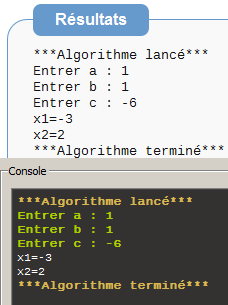 Résultats
***Algorithme lancé***
Entrer a : 1
Entrer b : 1
Entrer c : -6
x1=-3
x2=2
***Algorithme terminé***
Console
***Algorithme lancé***
Entrer a : 1
Entrer b : 1
Entrer c : -6
x1=-3
x2=2
***Algorithme terminé***